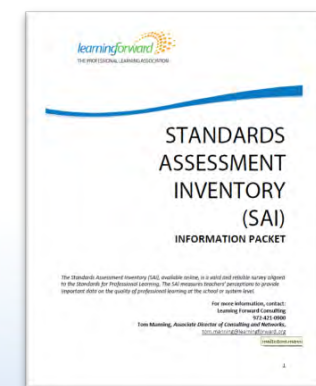 learningforward
THE PROFESSIONAL LEARNING ASSOCIATION
STANDARDS
ASSESSMENT
INVENTORY
(SAI)
INFORMATION PACKET
The Standards Assessment Inventory (SAI), available online, is a valid and reliable survey aligned
to the Standards for Professional Learning. The SAI measures teachers' perceptions to provide
important data on the quality of professional learning at the school or system level.
For more information, contact:
Learning Forward Consulting
972-421-0900
Tom Manning, Associate Director of Consulting and Networks,
tom.manning@learningforward.org
1